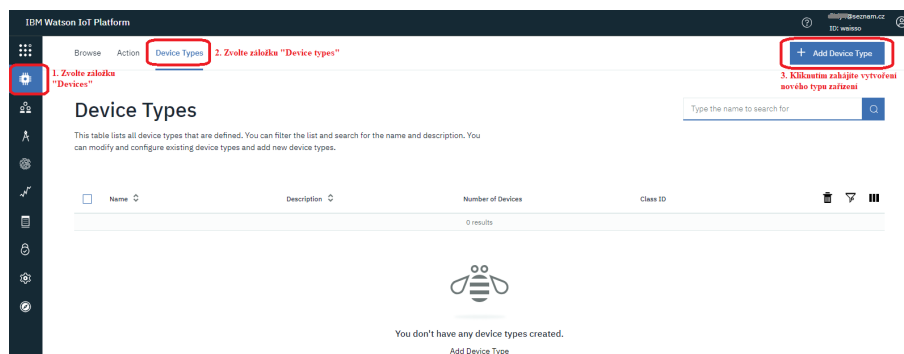 IBM Watson IoT Platform
@seznam.cz
ID: waisso
Browse Action Device Types 2. Zvolte záložku "Device types"
+ Add Device Type
1. Zvolte záložku
"Devices"
3. Kliknutím zahájíte vytvoření
nového typu zařízení
Device Types
Type the name to search for
This table lists all device types that are defined. You can filter the list and search for the name and description. You
can modify and configure existing device types and add new device types.
Name Description Number of Devices Class ID
0 results
You don't have any device types created.
Add Device Type